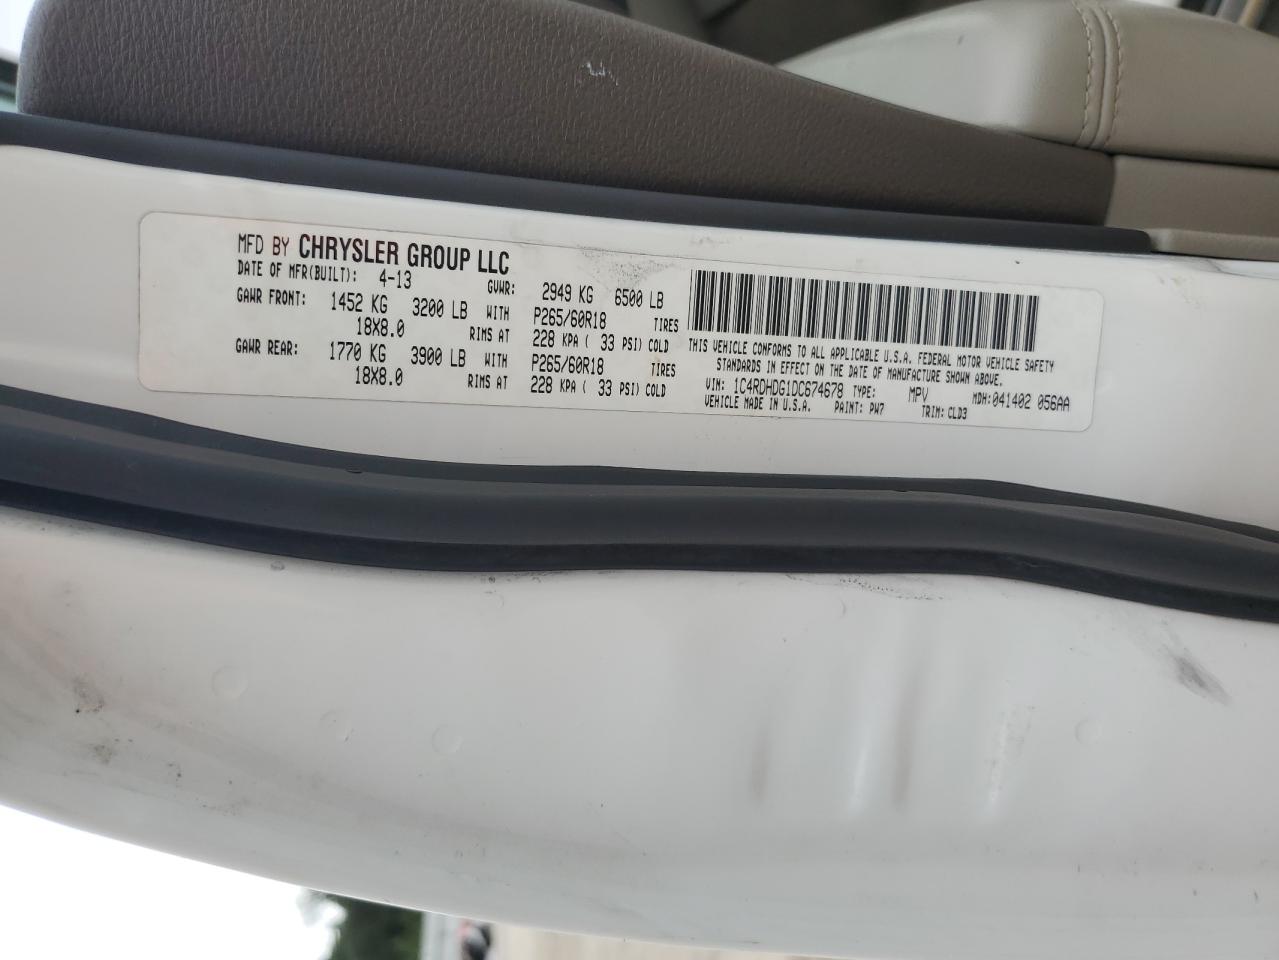 MFD BY CHRYSLER GROUP LLC
DATE OF MFR(BUILT): 4-13 GVWR: 2949 KG 6500 LB
GAWR FRONT: 1452 KG 3200 LB WITH P265/60R18 TIRES
18X8.0 RIMS AT 228 KPA ( 33 PSI) COLD
GAWR REAR: 1770 KG 3900 LB WITH P265/60R18 TIRES
18X8.0 RIMS AT 228 KPA ( 33 PSI) COLD
THIS VEHICLE CONFORMS TO ALL APPLICABLE U.S.A. FEDERAL MOTOR VEHICLE SAFETY
STANDARDS IN EFFECT ON THE DATE OF MANUFACTURE SHOWN ABOVE.
VIN: 1C4RDHDG1DC674678 TYPE: MPV MDH:041402 056AA
VEHICLE MADE IN U.S.A. PAINT: PW7 TRIM: CLD3